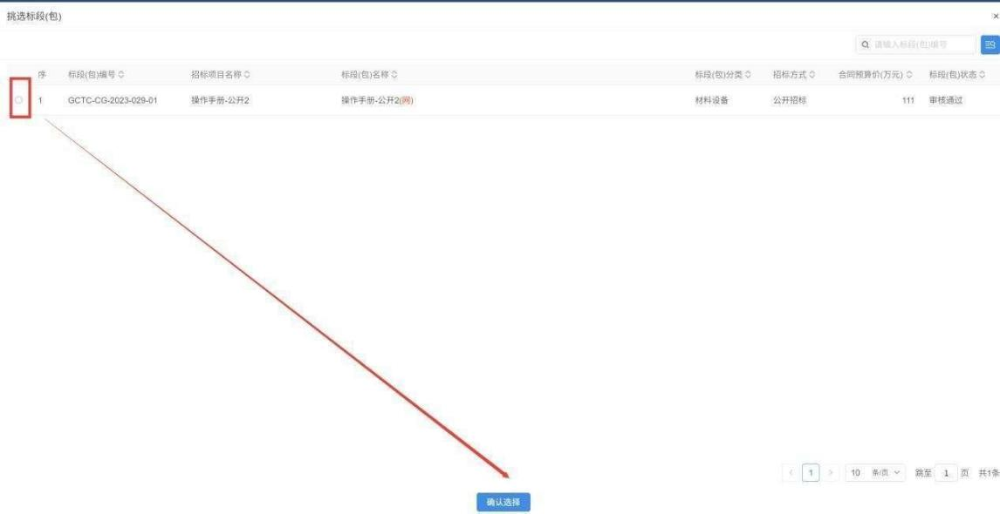 挑选标段(包)
×
请输入标段(包)编号
序 标段(包)编号 招标项目名称 标段(包)名称 标段(包)分类 招标方式 合同预算价(万元) 标段(包)状态
1 GCTC-CG-2023-029-01 操作手册-公开2 操作手册-公开2(网) 材料设备 公开招标 111 审核通过
< 1 > 10 条/页 跳至 1 页 共1条
确认选择